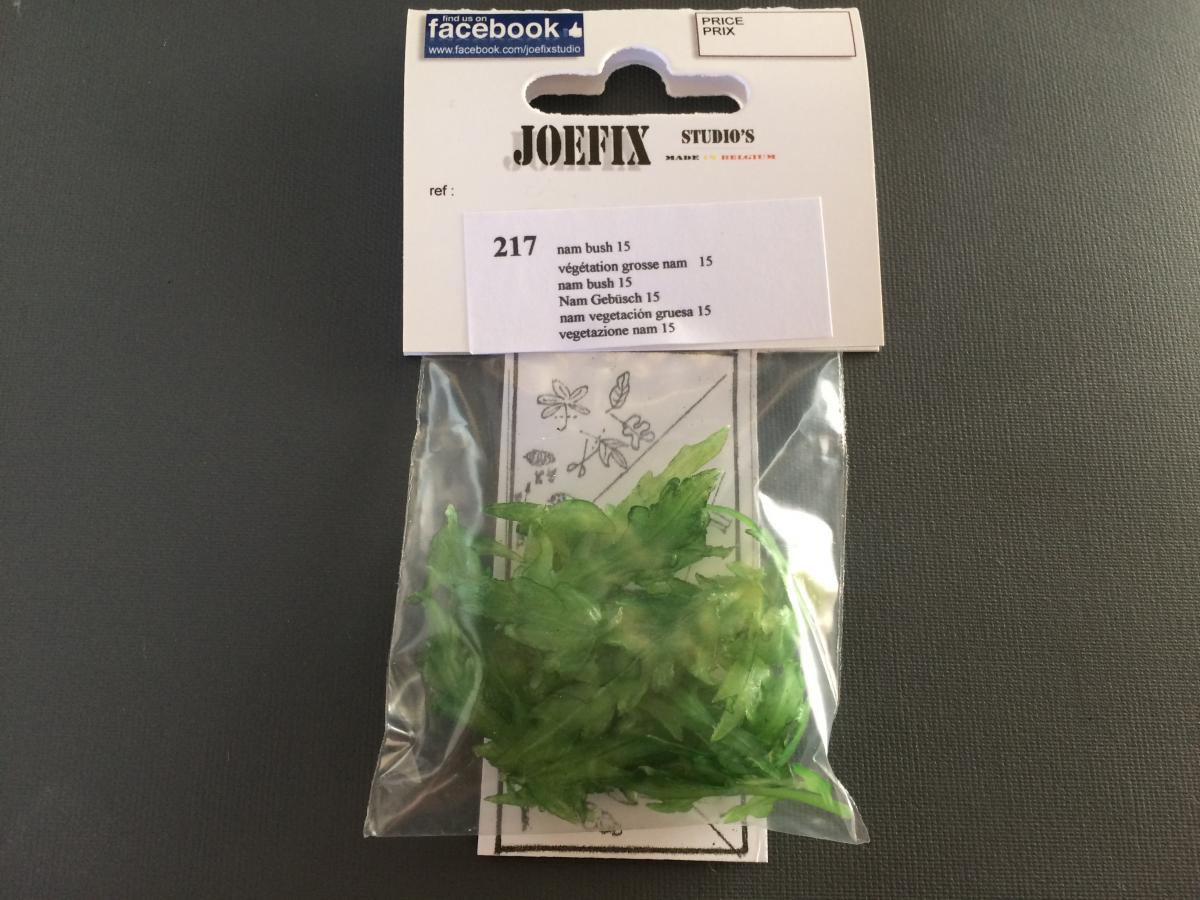 find us on
facebook
www.facebook.com/joefixstudio
PRICE
PRIX
JOEFIX STUDIO'S
MADE IN BELGIUM
ref :
217 nam bush 15
végétation grosse nam 15
nam bush 15
Nam Gebüsch 15
nam vegetación gruesa 15
vegetazione nam 15